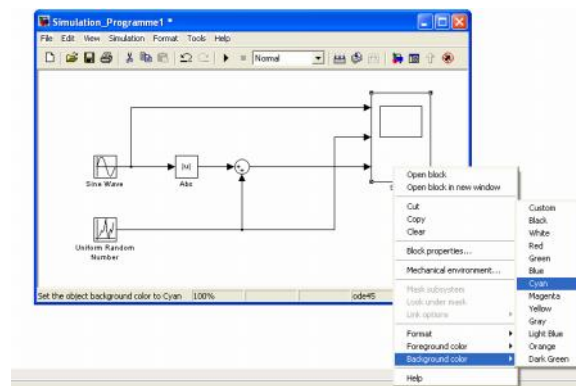 Simulation_Programme1 *
File Edit View Simulation Format Tools Help
Normal
Sine Wave
|u|
Abs
Uniform Random
Number
Open block
Open block in new window
Cut
Copy
Clear
Block properties...
Mechanical environment...
Mask subsystem
Look under mask
Link options
Format
Foreground color
Background color
Help
Custom
Black
White
Red
Green
Blue
Cyan
Magenta
Yellow
Gray
Light Blue
Orange
Dark Green
Set the object background color to Cyan 100% ode45